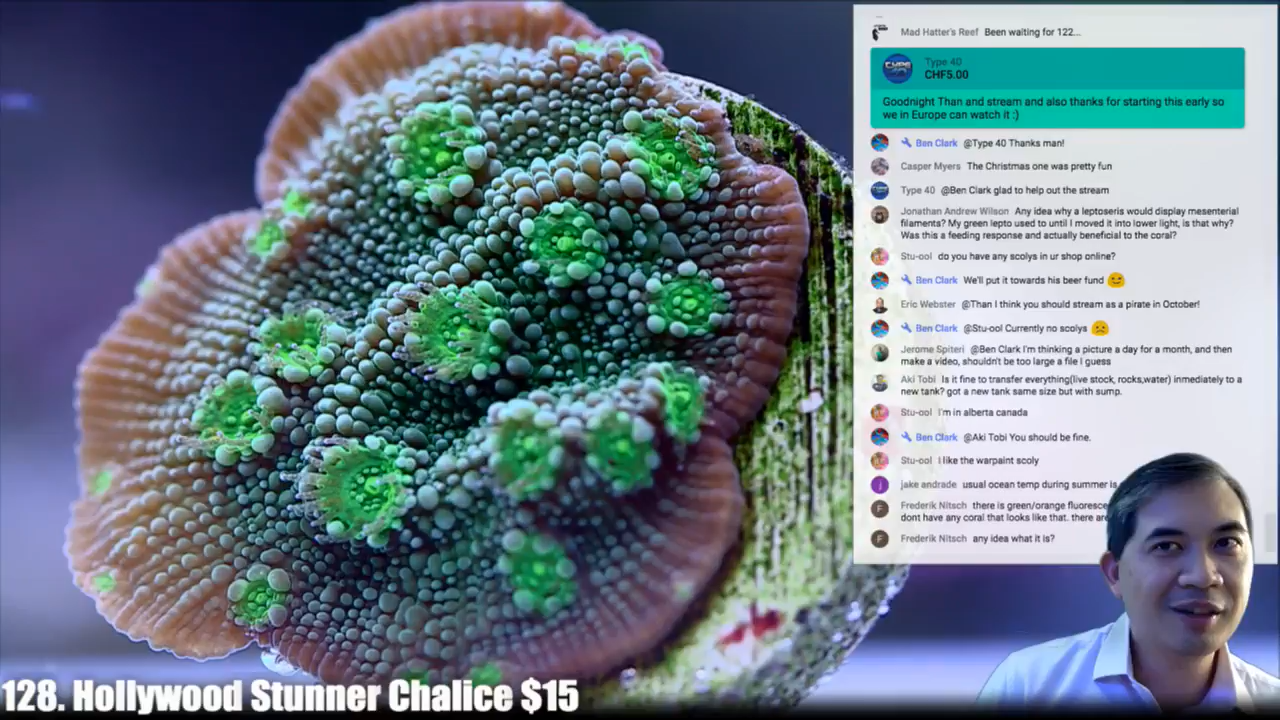 Mad Hatter's Reef Been waiting for 122...
Type 40
CHF5.00
Goodnight Than and stream and also thanks for starting this early so
we in Europe can watch it :)
Ben Clark @Type 40 Thanks man!
Casper Myers The Christmas one was pretty fun
Type 40 @Ben Clark glad to help out the stream
Jonathan Andrew Wilson Any idea why a leptoseris would display mesenterial
filaments? My green lepto used to until I moved it into lower light, is that why?
Was this a feeding response and actually beneficial to the coral?
Stu-ool do you have any scolys in ur shop online?
Ben Clark We'll put it towards his beer fund
Eric Webster @Than I think you should stream as a pirate in October!
Ben Clark @Stu-ool Currently no scolys
Jerome Spiteri @Ben Clark I'm thinking a picture a day for a month, and then
make a video, shouldn't be too large a file I guess
Aki Tobi Is it fine to transfer everything(live stock, rocks,water) inmediately to a
new tank? got a new tank same size but with sump.
Stu-ool I'm in alberta canada
Ben Clark @Aki Tobi You should be fine.
Stu-ool I like the warpaint scoly
jake andrade usual ocean temp during summer is
Frederik Nitsch there is green/orange fluoresce
dont have any coral that looks like that. there are
Frederik Nitsch any idea what it is?
128. Hollywood Stunner Chalice $15